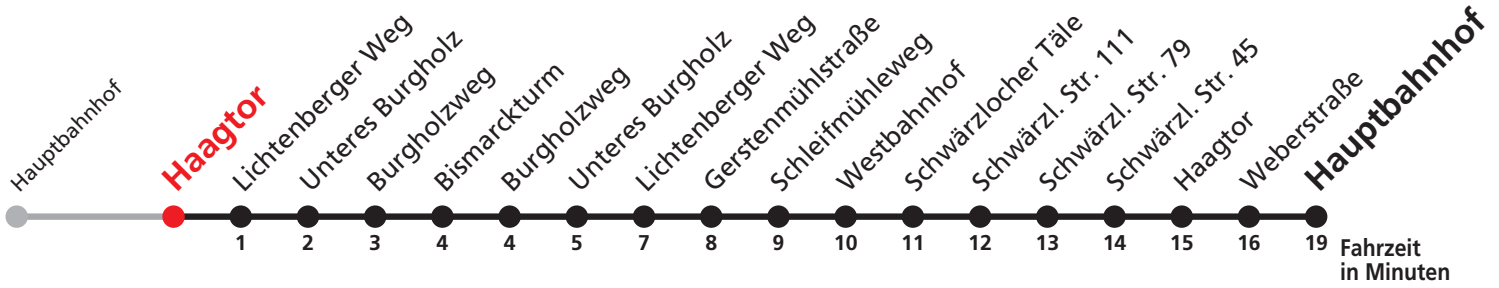 Hauptbahnhof
Haagtor
Lichtenberger Weg
Unteres Burgholz
Burgholzweg
Bismarckturm
Burgholzweg
Unteres Burgholz
Lichtenberger Weg
Gerstenmühlstraße
Schleifmühleweg
Westbahnhof
Schwärzlocher Täle
Schwärzl. Str. 111
Schwärzl. Str. 79
Schwärzl. Str. 45
Haagtor
Weberstraße
Hauptbahnhof
1 2 3 4 4 5 7 8 9 10 11 12 13 14 15 16 19
Fahrzeit
in Minuten